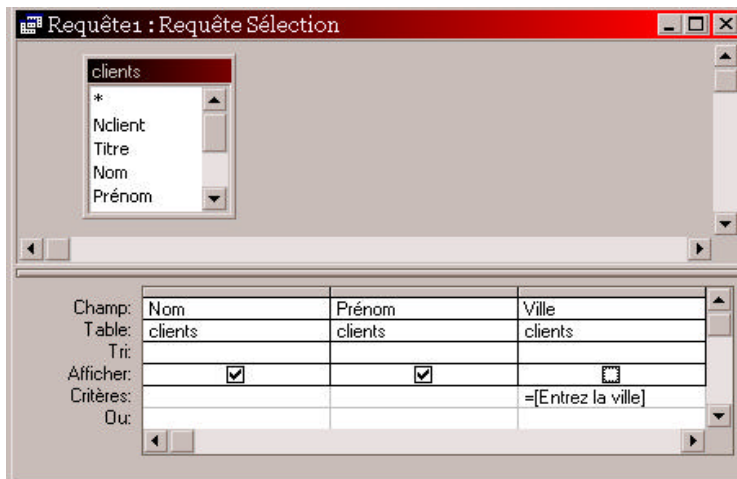 Requête1 : Requête Sélection
clients
*
Nclient
Titre
Nom
Prénom
Champ: Nom Prénom Ville
Table: clients clients clients
Tri:
Afficher:
Critères: =[Entrez la ville]
Ou: